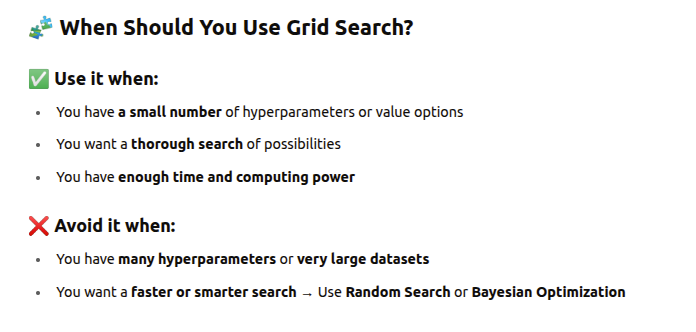 🧩 When Should You Use Grid Search?
✅ Use it when:
• You have a small number of hyperparameters or value options
• You want a thorough search of possibilities
• You have enough time and computing power
❌ Avoid it when:
• You have many hyperparameters or very large datasets
• You want a faster or smarter search → Use Random Search or Bayesian Optimization